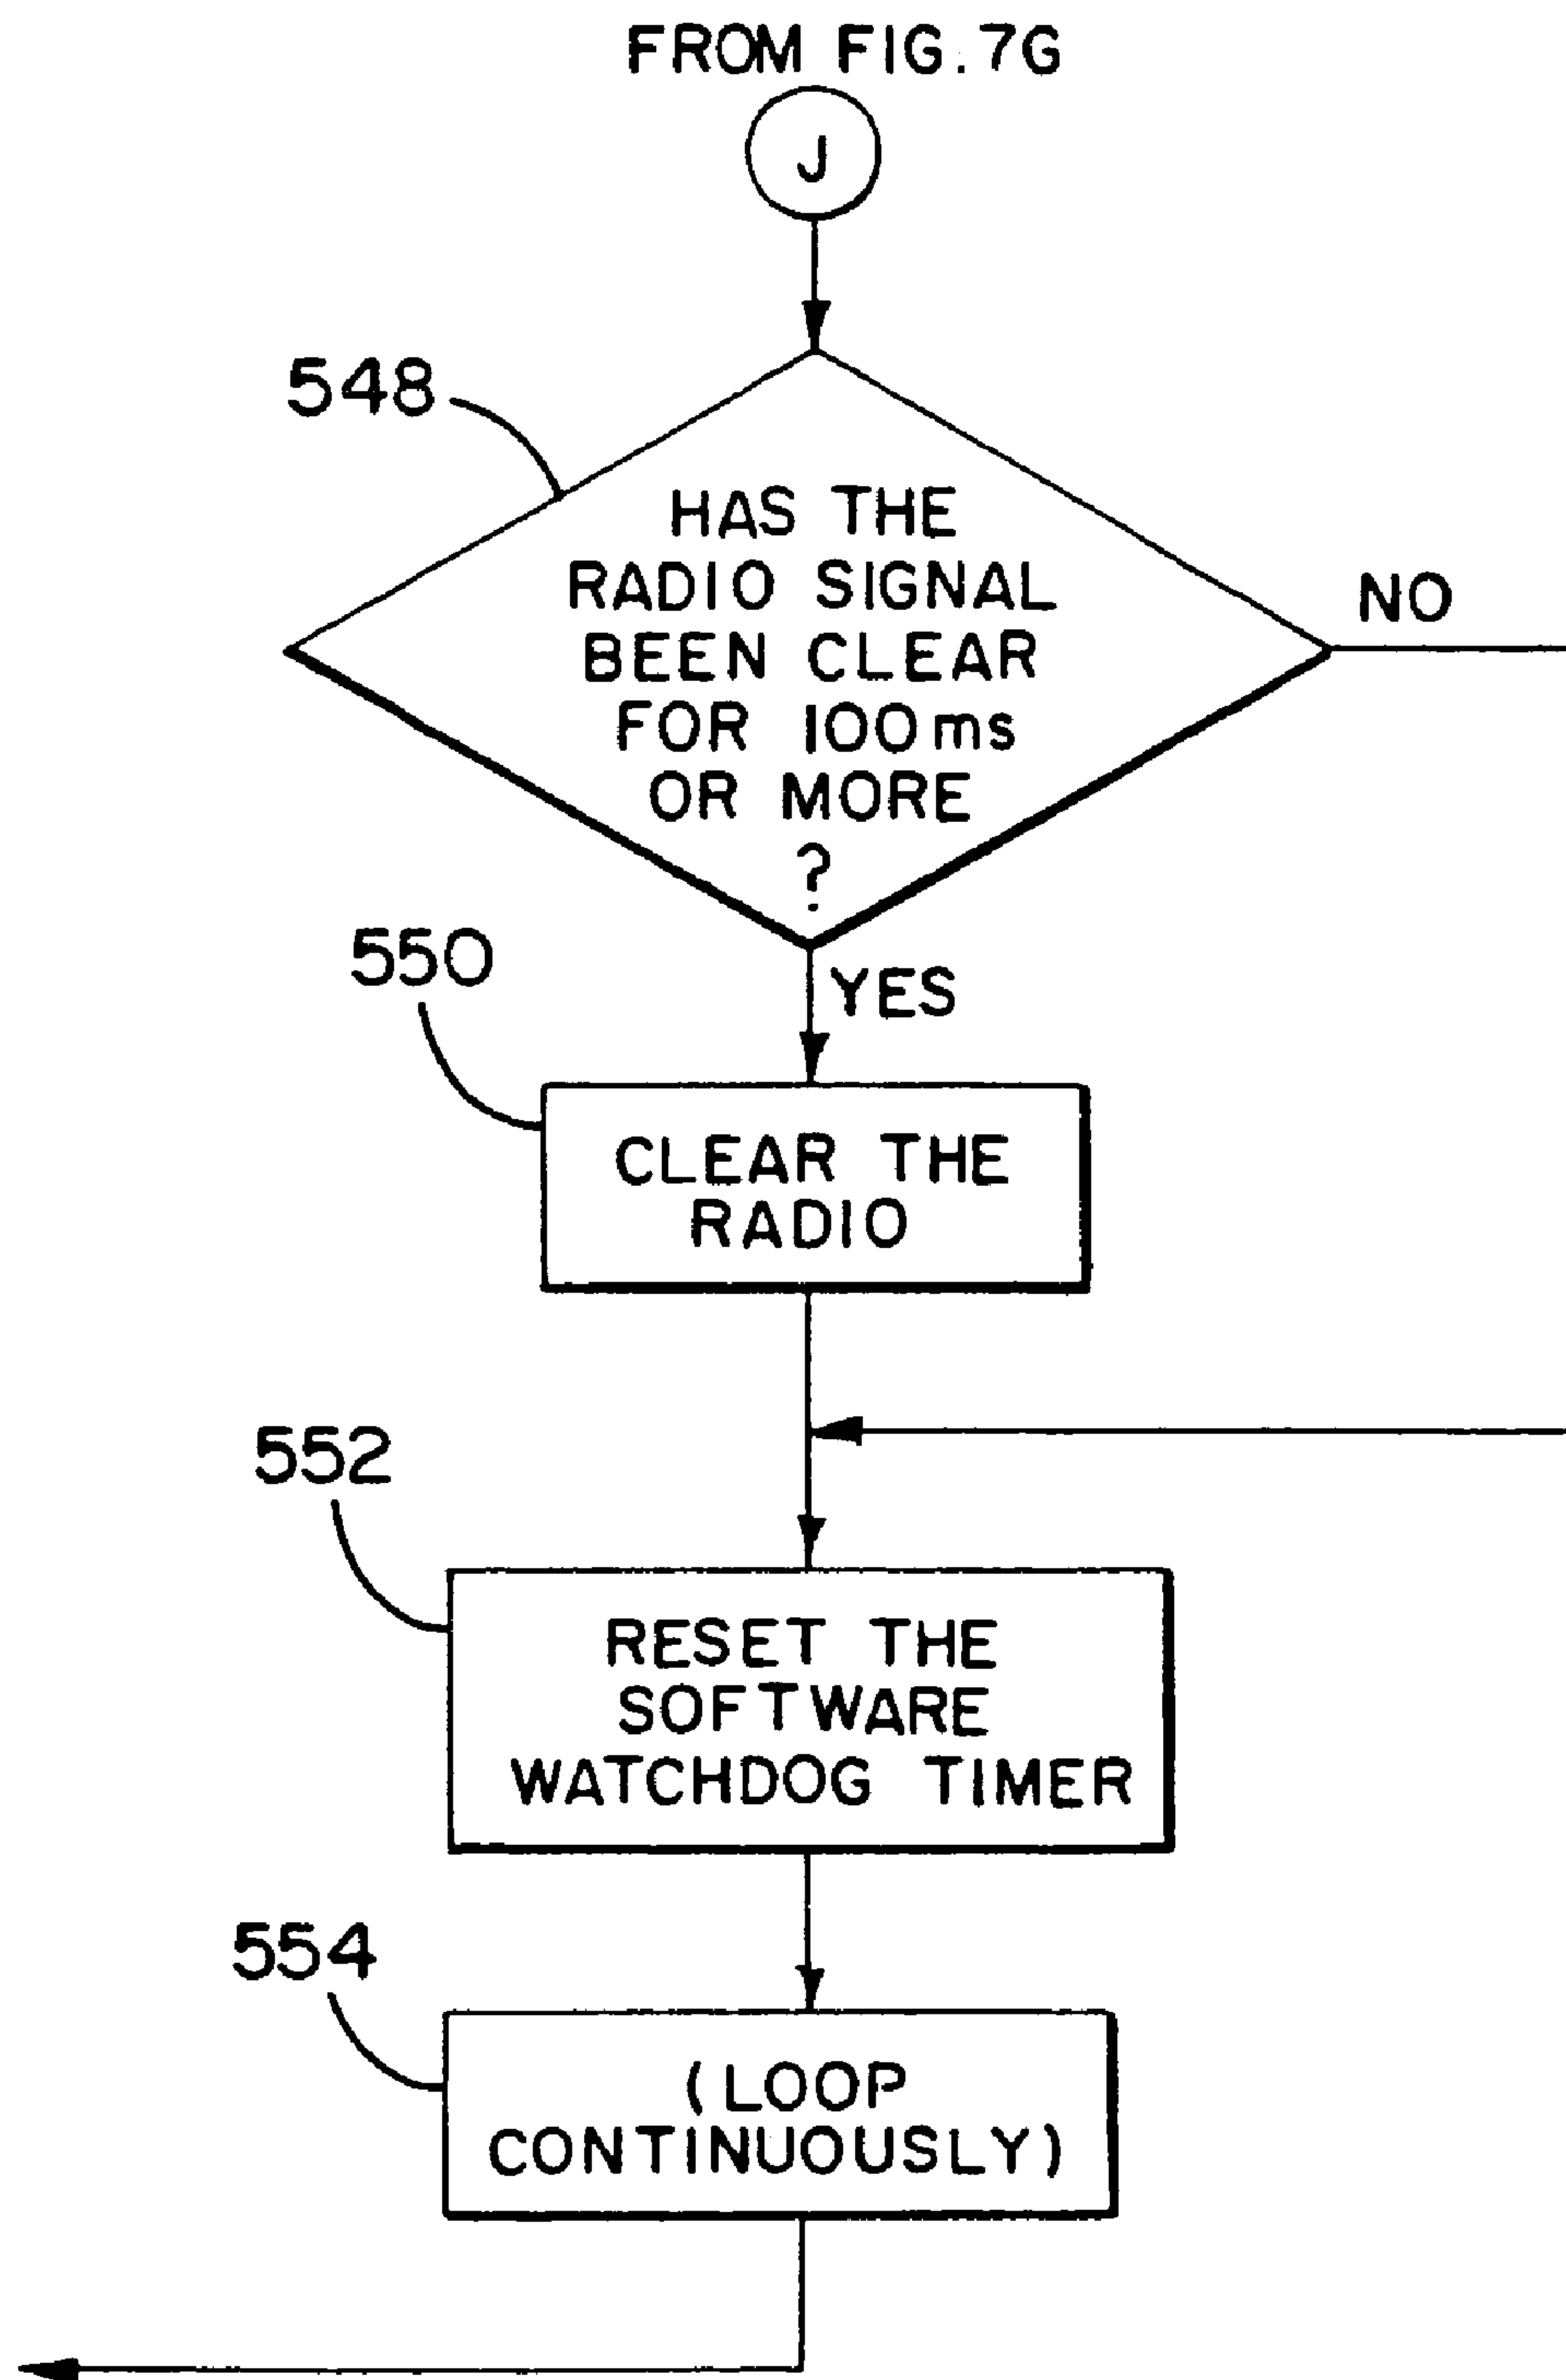 FROM FIG. 7G
J
548
HAS THE
RADIO SIGNAL
BEEN CLEAR
FOR 100ms
OR MORE
?
NO
YES
550
CLEAR THE
RADIO
552
RESET THE
SOFTWARE
WATCHDOG TIMER
554
(LOOP
CONTINUOUSLY)